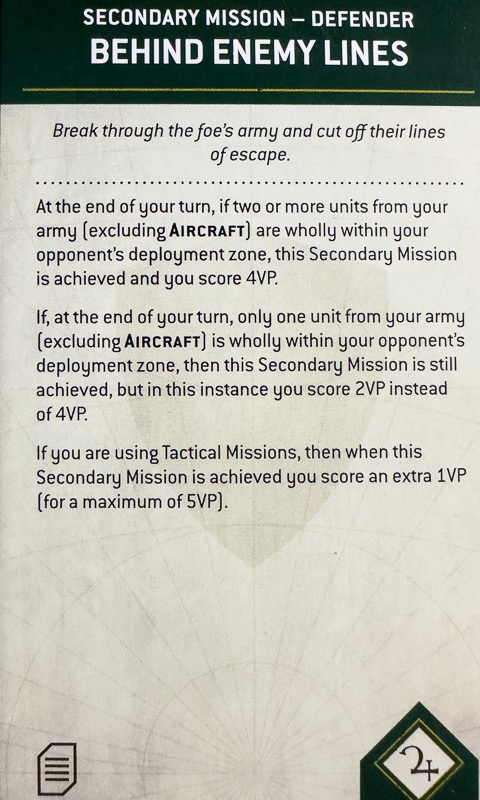 SECONDARY MISSION – DEFENDER
BEHIND ENEMY LINES
Break through the foe's army and cut off their lines
of escape.
At the end of your turn, if two or more units from your
army (excluding AIRCRAFT) are wholly within your
opponent's deployment zone, this Secondary Mission
is achieved and you score 4VP.
If, at the end of your turn, only one unit from your army
(excluding AIRCRAFT) is wholly within your opponent's
deployment zone, then this Secondary Mission is still
achieved, but in this instance you score 2VP instead
of 4VP.
If you are using Tactical Missions, then when this
Secondary Mission is achieved you score an extra 1VP
(for a maximum of 5VP).